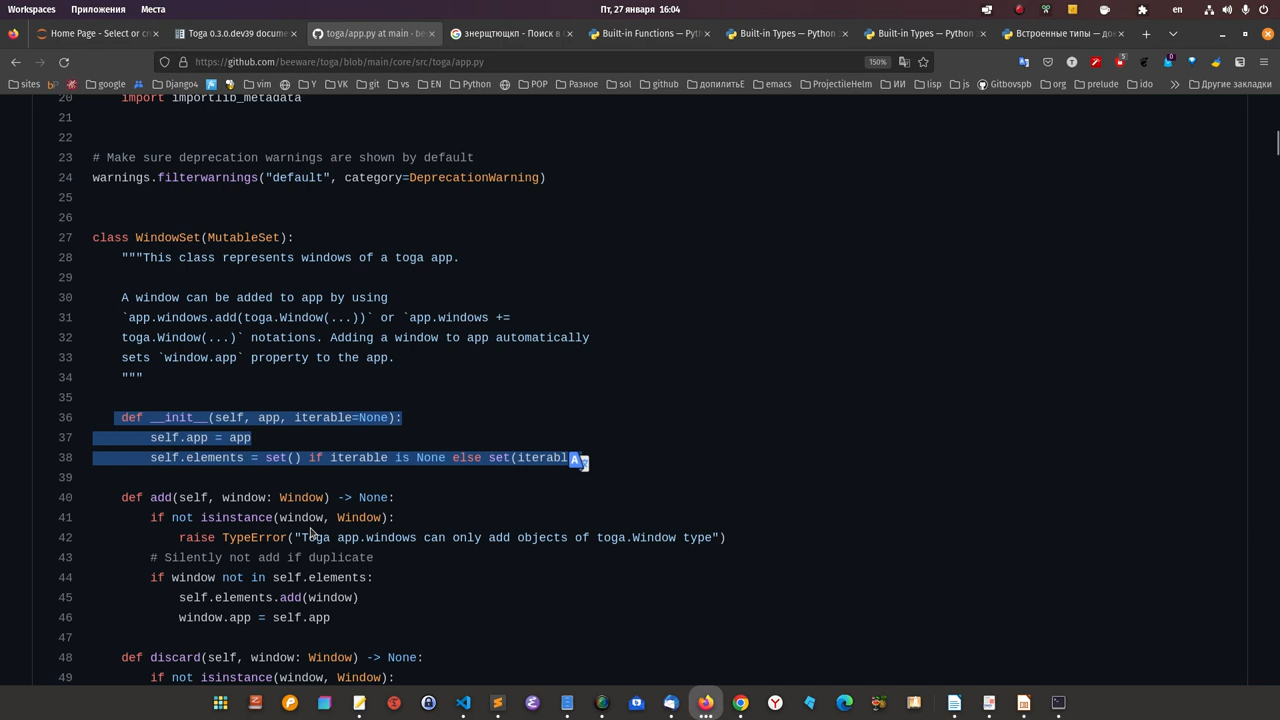 Workspaces Приложения Места Пт, 27 января 16:04 en
Home Page - Select or c Toga 0.3.0.dev39 docume toga/app.py at main · be знерщтющкп - Поиск в Built-in Functions — Pyt Built-in Types — Python Built-in Types — Python Встроенные типы — до
https://github.com/beeware/toga/blob/main/core/src/toga/app.py 150%
sites google Django4 vim Y VK git vs EN Python POP Разное sol github допилитьЕ emacs ProjectileHelm ИИ lisp js Gitbovspb org prelude ido Другие закладки
20 import importlib_metadata
21
22
23 # Make sure deprecation warnings are shown by default
24 warnings.filterwarnings("default", category=DeprecationWarning)
25
26
27 class WindowSet(MutableSet):
28 """This class represents windows of a toga app.
29
30 A window can be added to app by using
31 `app.windows.add(toga.Window(...))` or `app.windows +=
32 toga.Window(...)` notations. Adding a window to app automatically
33 sets `window.app` property to the app.
34 """
35
36 def __init__(self, app, iterable=None):
37 self.app = app
38 self.elements = set() if iterable is None else set(iterabl
39
40 def add(self, window: Window) -> None:
41 if not isinstance(window, Window):
42 raise TypeError("Toga app.windows can only add objects of toga.Window type")
43 # Silently not add if duplicate
44 if window not in self.elements:
45 self.elements.add(window)
46 window.app = self.app
47
48 def discard(self, window: Window) -> None:
49 if not isinstance(window, Window):